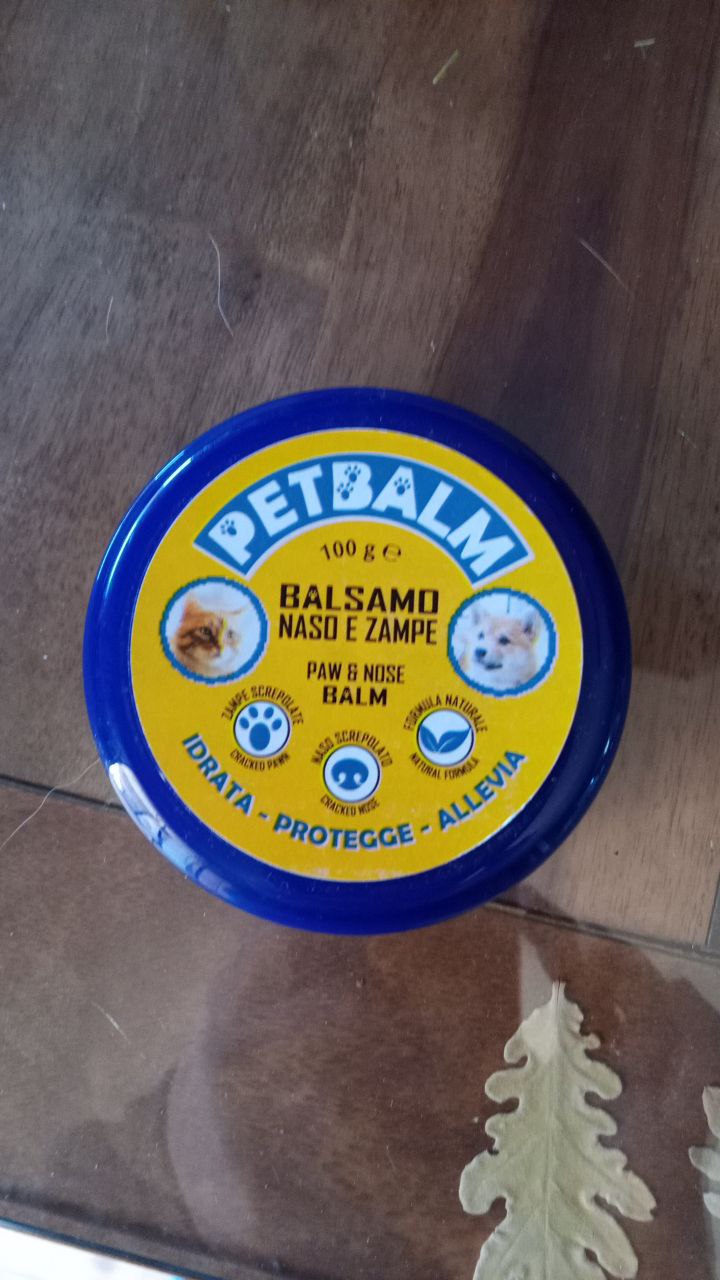 PETBALM
100 g ℮
BALSAMO
NASO E ZAMPE
PAW & NOSE
BALM
ZAMPE SCREPOLATE
CRACKED PAWN
NASO SCREPOLATO
CRACKED NOSE
FORMULA NATURALE
NATURAL FORMULA
IDRATA - PROTEGGE - ALLEVIA